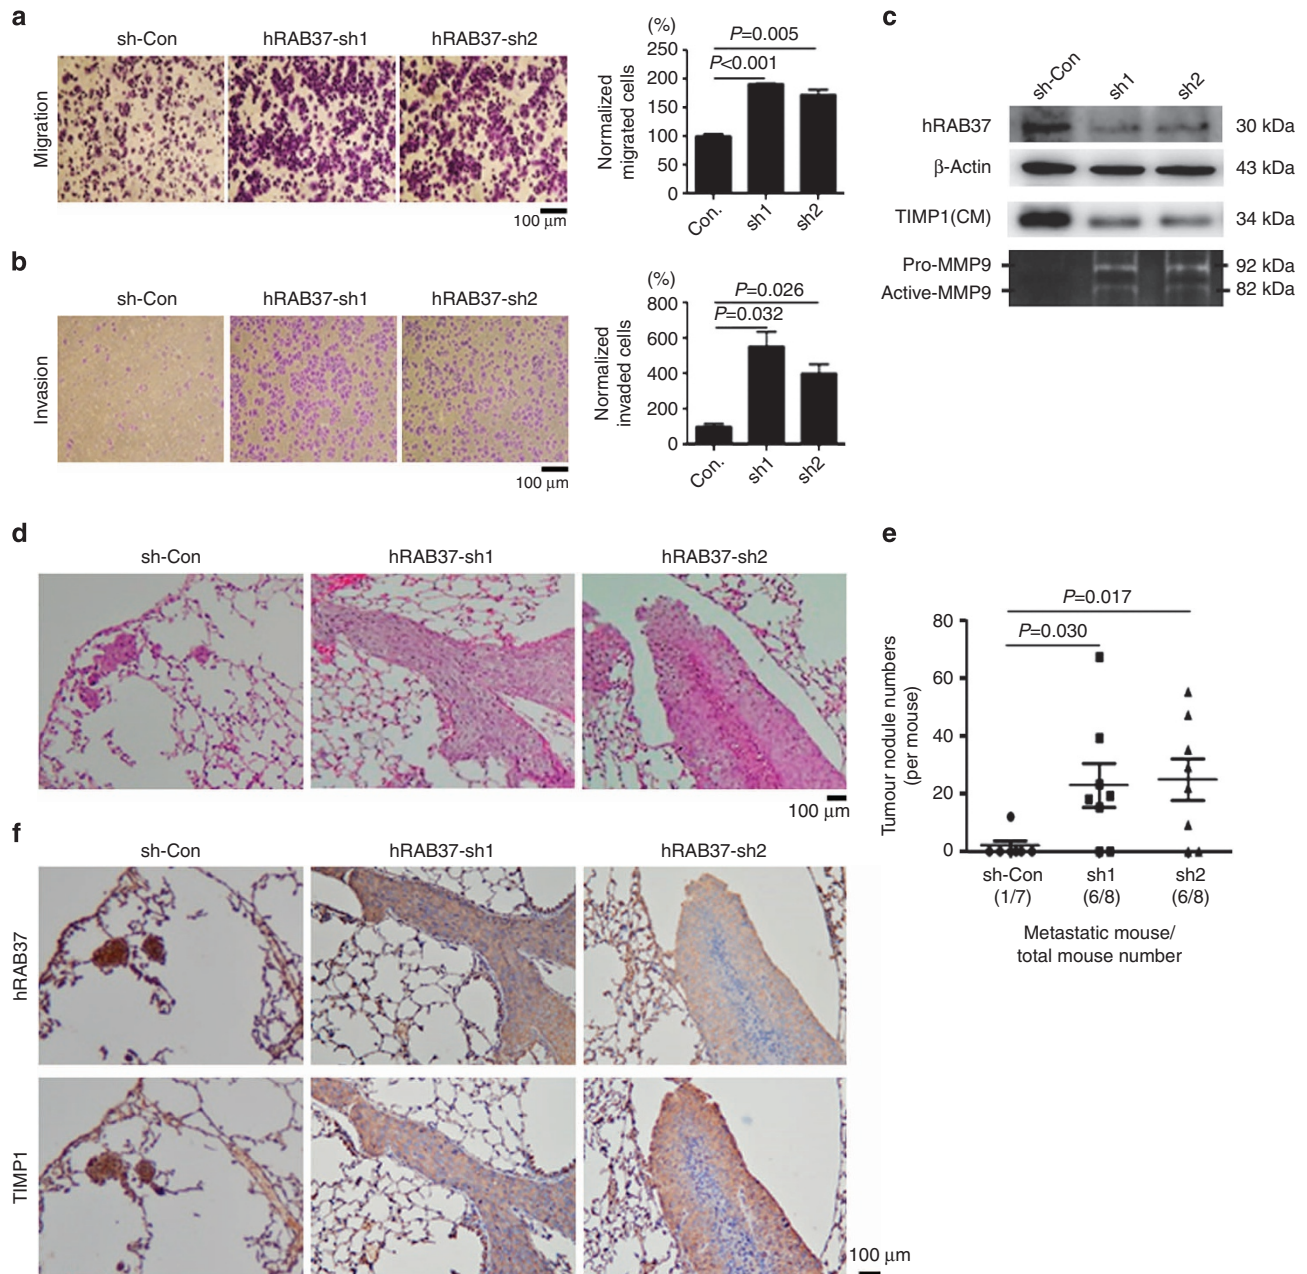 a
sh-Con hRAB37-sh1 hRAB37-sh2
Migration
100 μm
(%)
Normalized
migrated cells
250
200
150
100
50
0
P=0.005
P<0.001
Con. sh1 sh2
b
sh-Con hRAB37-sh1 hRAB37-sh2
Invasion
100 μm
(%)
Normalized
invaded cells
800
600
400
200
0
P=0.026
P=0.032
Con. sh1 sh2
c
sh-Con sh1 sh2
hRAB37 30 kDa
β-Actin 43 kDa
TIMP1(CM) 34 kDa
Pro-MMP9 92 kDa
Active-MMP9 82 kDa
d
sh-Con hRAB37-sh1 hRAB37-sh2
100 μm
e
Tumour nodule numbers
(per mouse)
80
60
40
20
0
P=0.017
P=0.030
sh-Con sh1 sh2
(1/7) (6/8) (6/8)
Metastatic mouse/
total mouse number
f
sh-Con hRAB37-sh1 hRAB37-sh2
hRAB37
TIMP1
100 μm